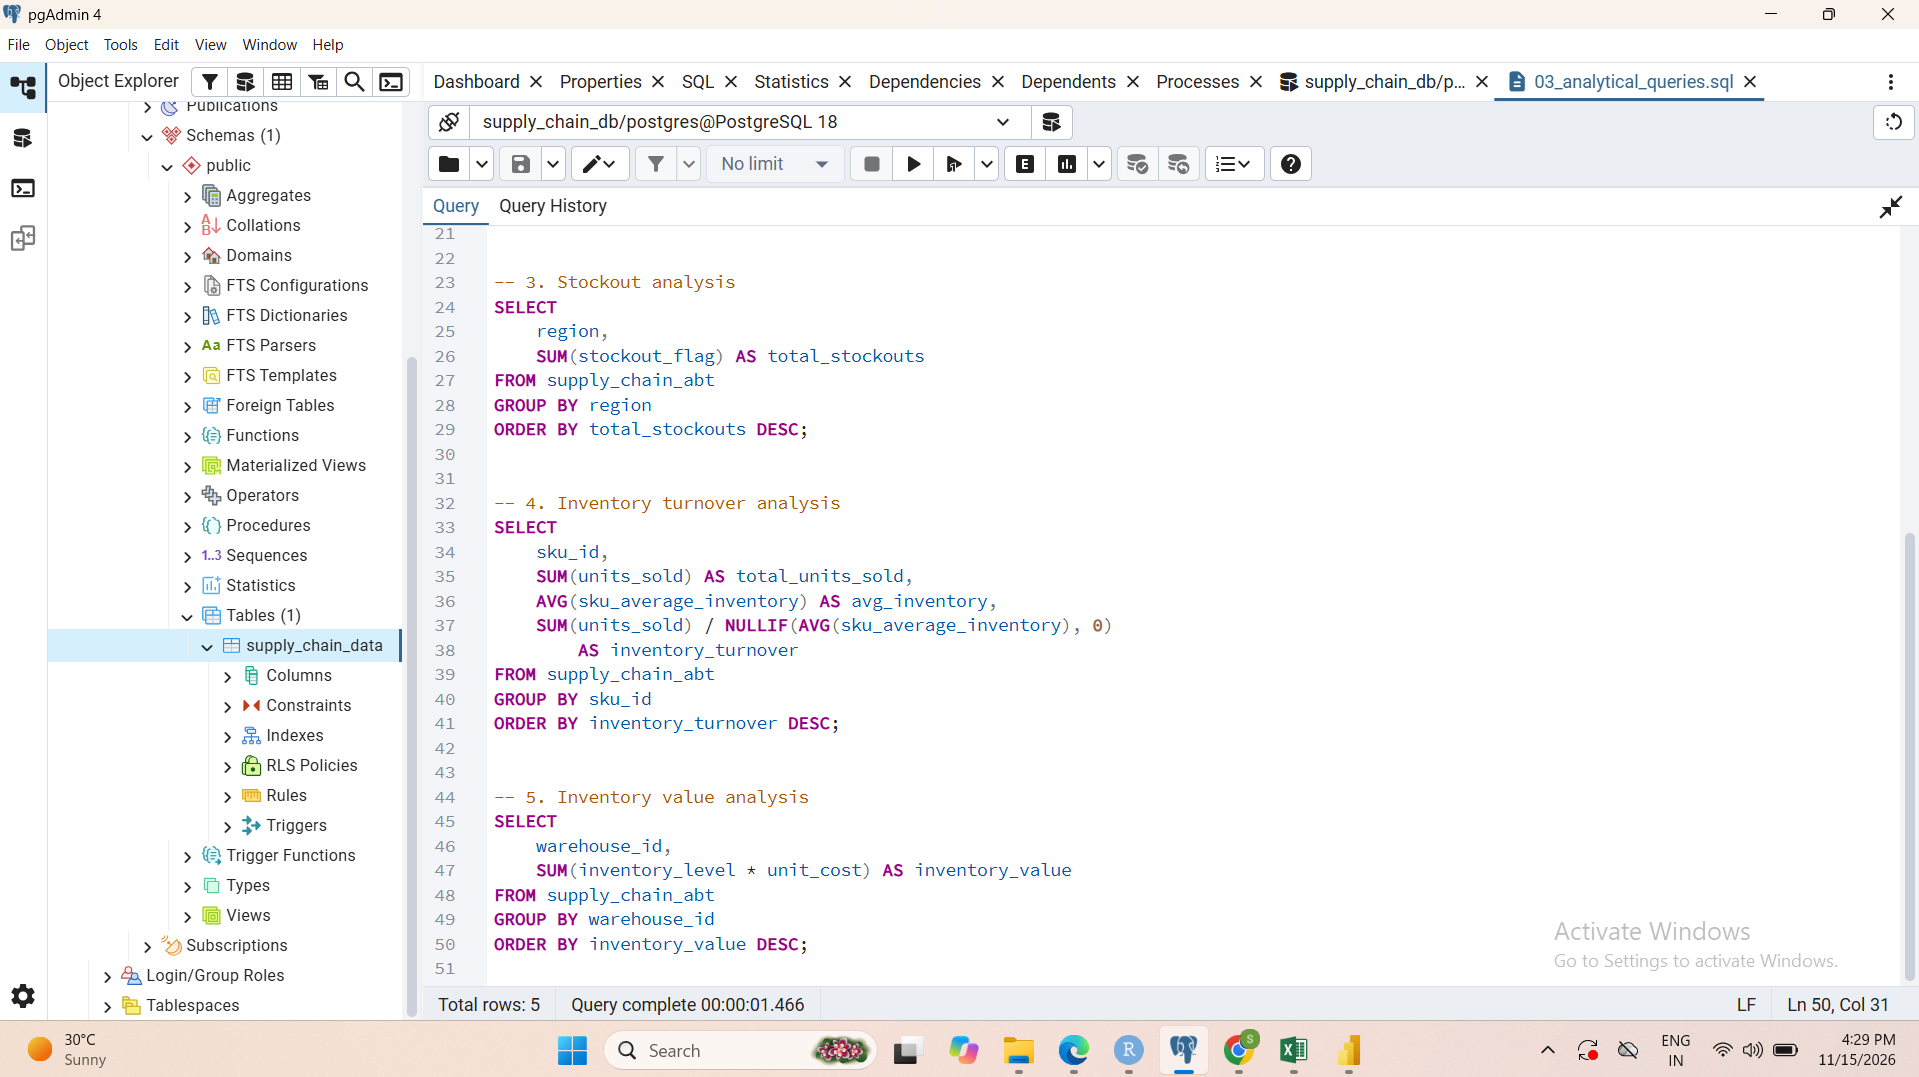 pgAdmin 4
File Object Tools Edit View Window Help
Object Explorer
Dashboard Properties SQL Statistics Dependencies Dependents Processes supply_chain_db/p... 03_analytical_queries.sql
Publications
Schemas (1)
public
Aggregates
Collations
Domains
FTS Configurations
FTS Dictionaries
Aa FTS Parsers
FTS Templates
Foreign Tables
Functions
Materialized Views
Operators
Procedures
1..3 Sequences
Statistics
Tables (1)
supply_chain_data
Columns
Constraints
Indexes
RLS Policies
Rules
Triggers
Trigger Functions
Types
Views
Subscriptions
Login/Group Roles
Tablespaces
supply_chain_db/postgres@PostgreSQL 18
No limit
E
Query Query History
21
22
23 -- 3. Stockout analysis
24 SELECT
25 region,
26 SUM(stockout_flag) AS total_stockouts
27 FROM supply_chain_abt
28 GROUP BY region
29 ORDER BY total_stockouts DESC;
30
31
32 -- 4. Inventory turnover analysis
33 SELECT
34 sku_id,
35 SUM(units_sold) AS total_units_sold,
36 AVG(sku_average_inventory) AS avg_inventory,
37 SUM(units_sold) / NULLIF(AVG(sku_average_inventory), 0)
38 AS inventory_turnover
39 FROM supply_chain_abt
40 GROUP BY sku_id
41 ORDER BY inventory_turnover DESC;
42
43
44 -- 5. Inventory value analysis
45 SELECT
46 warehouse_id,
47 SUM(inventory_level * unit_cost) AS inventory_value
48 FROM supply_chain_abt
49 GROUP BY warehouse_id
50 ORDER BY inventory_value DESC;
51
Activate Windows
Go to Settings to activate Windows.
Total rows: 5 Query complete 00:00:01.466 LF Ln 50, Col 31
30°C
Sunny
Search
R
S
ENG
IN
4:29 PM
11/15/2026